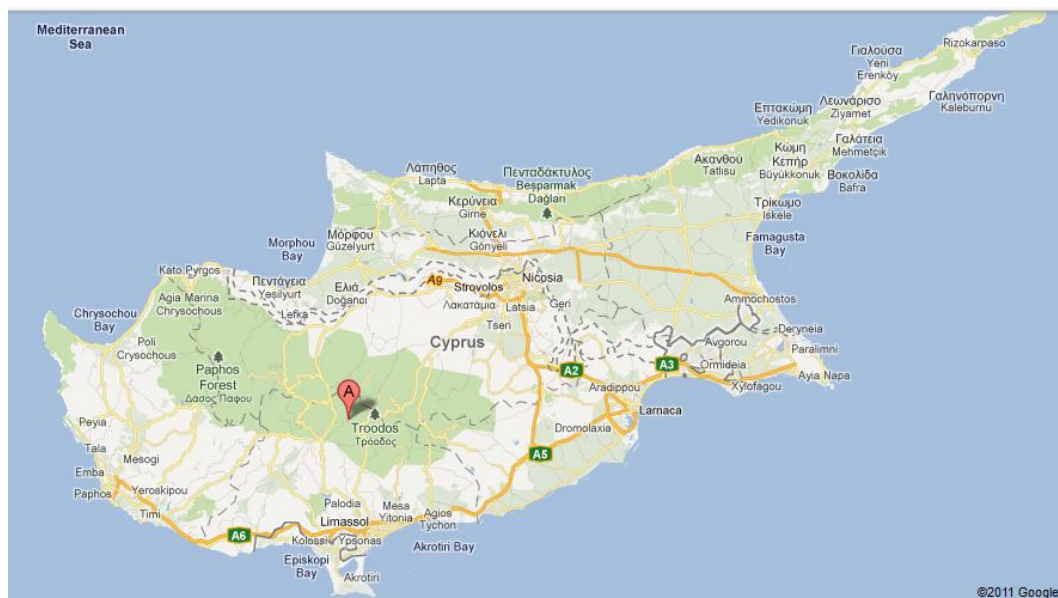 Mediterranean
Sea
Γιαλούσα
Yeni
Erenköy
Rizokarpaso
Γαληνόπορνη
Kaleburnu
Λεωνάρισο
Ziyamet
Επτακώμη
Yedikonuk
Γαλάτεια
Mehmetçik
Κώμη
Κεπήρ
Büyükkonuk
Βοκολίδα
Bafra
Ακανθού
Tatlisu
Τρίκωμο
Iskele
Λάπηθος
Lapta
Πενταδάκτυλος
Beşparmak
Dağları
Κερύνεια
Girne
Κιόνελι
Gönyeli
Μόρφου
Güzelyurt
Morphou
Bay
Famagusta
Bay
Kato Pyrgos
Πεντάγεια
Yesilyurt
Ελιά
Doğancı
A9
Nicosia
Strovolos
Λακατάμια
Latsia
Geri
Tseri
Ammochostos
Agia Marina
Chrysochous
Lefka
Chrysochou
Bay
Poli
Crysochous
Cyprus
Deryneia
Avgorou
Paralimni
Paphos
Forest
Δάσος Πάφου
A2
A3
Ormideia
Ayia Napa
Xylofagou
Aradippou
Larnaca
A
Troodos
Τρόοδος
Dromolaxia
Peyia
Tala
Mesogi
Emba
Paphos
Yeroskipou
Timi
A5
Palodia
Mesa
Yitonia
Agios
Tychon
Limassol
A6
Kolossi
Ypsonas
Episkopi
Bay
Akrotiri Bay
Akrotiri
©2011 Google